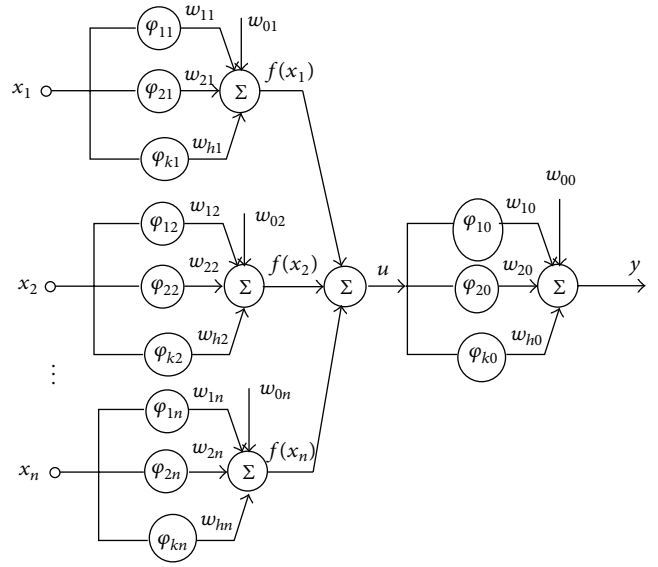 φ₁₁ w₁₁ w₀₁
x₁ φ₂₁ w₂₁ Σ f(x₁)
φₖ₁ wₕ₁
φ₁₂ w₁₂ w₀₂
x₂ φ₂₂ w₂₂ Σ f(x₂) Σ u
φₖ₂ wₕ₂
⋮
φ₁ₙ w₁ₙ w₀ₙ
xₙ φ₂ₙ w₂ₙ Σ f(xₙ)
φₖₙ wₕₙ
φ₁₀ w₁₀ w₀₀
φ₂₀ w₂₀ Σ y
φₖ₀ wₕ₀